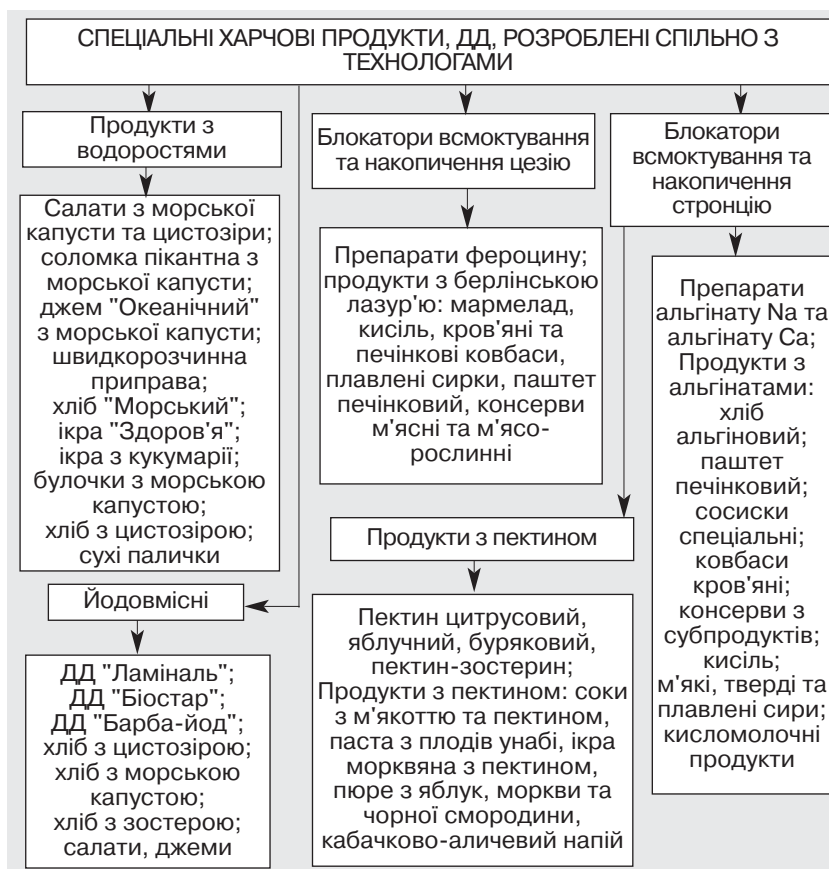 СПЕЦІАЛЬНІ ХАРЧОВІ ПРОДУКТИ, ДД, РОЗРОБЛЕНІ СПІЛЬНО З
ТЕХНОЛОГАМИ
Продукти з
водоростями
Салати з морської
капусти та цистозіри;
соломка пікантна з
морської капусти;
джем "Океанічний"
з морської капусти;
швидкорозчинна
приправа;
хліб "Морський";
ікра "Здоров'я";
ікра з кукумарії;
булочки з морською
капустою;
хліб з цистозірою;
сухі палички
Йодовмісні
ДД "Ламіналь";
ДД "Біостар";
ДД "Барба-йод";
хліб з цистозірою;
хліб з морською
капустою;
хліб з зостерою;
салати, джеми
Блокатори всмоктування
та накопичення цезію
Препарати фероцину;
продукти з берлінською
лазур'ю: мармелад,
кисіль, кров'яні та
печінкові ковбаси,
плавлені сирки, паштет
печінковий, консерви
м'ясні та м'ясо-
рослинні
Продукти з пектином
Пектин цитрусовий,
яблучний, буряковий,
пектин-зостерин;
Продукти з пектином: соки
з м'якоттю та пектином,
паста з плодів унабі, ікра
морквяна з пектином,
пюре з яблук, моркви та
чорної смородини,
кабачково-аличевий напій
Блокатори
всмоктування та
накопичення
стронцію
Препарати
альгінату Na та
альгінату Ca;
Продукти з
альгінатами:
хліб
альгіновий;
паштет
печінковий;
сосиски
спеціальні;
ковбаси
кров'яні;
консерви з
субпродуктів;
кисіль;
м'які, тверді та
плавлені сири;
кисломолочні
продукти